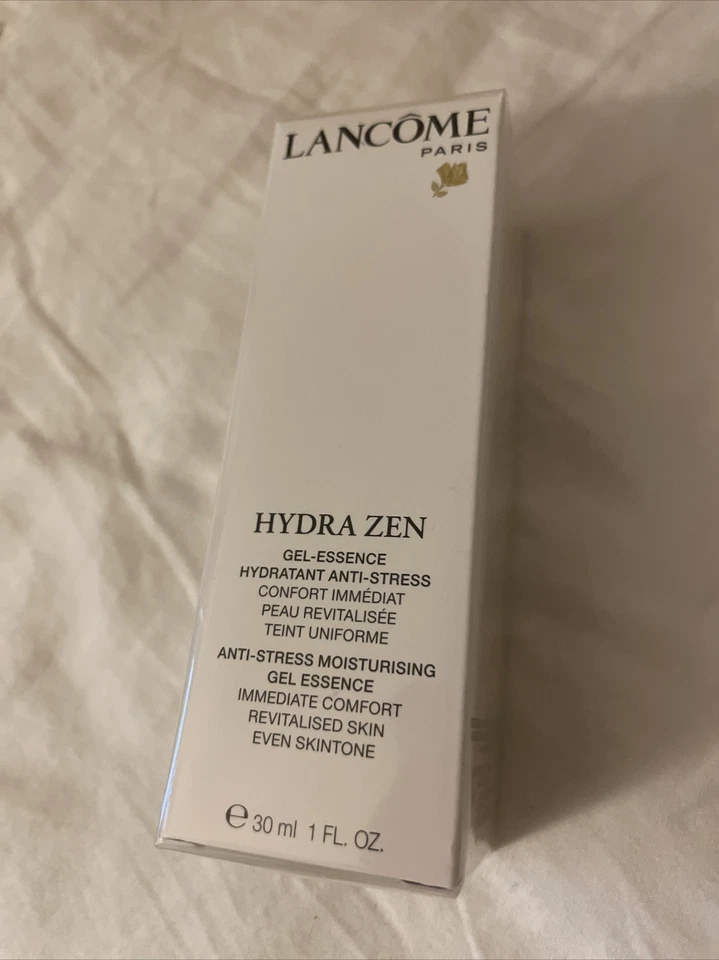 LANCÔME
PARIS
HYDRA ZEN
GEL-ESSENCE
HYDRATANT ANTI-STRESS
CONFORT IMMÉDIAT
PEAU REVITALISÉE
TEINT UNIFORME
ANTI-STRESS MOISTURISING
GEL ESSENCE
IMMEDIATE COMFORT
REVITALISED SKIN
EVEN SKINTONE
℮ 30 ml 1 FL. OZ.